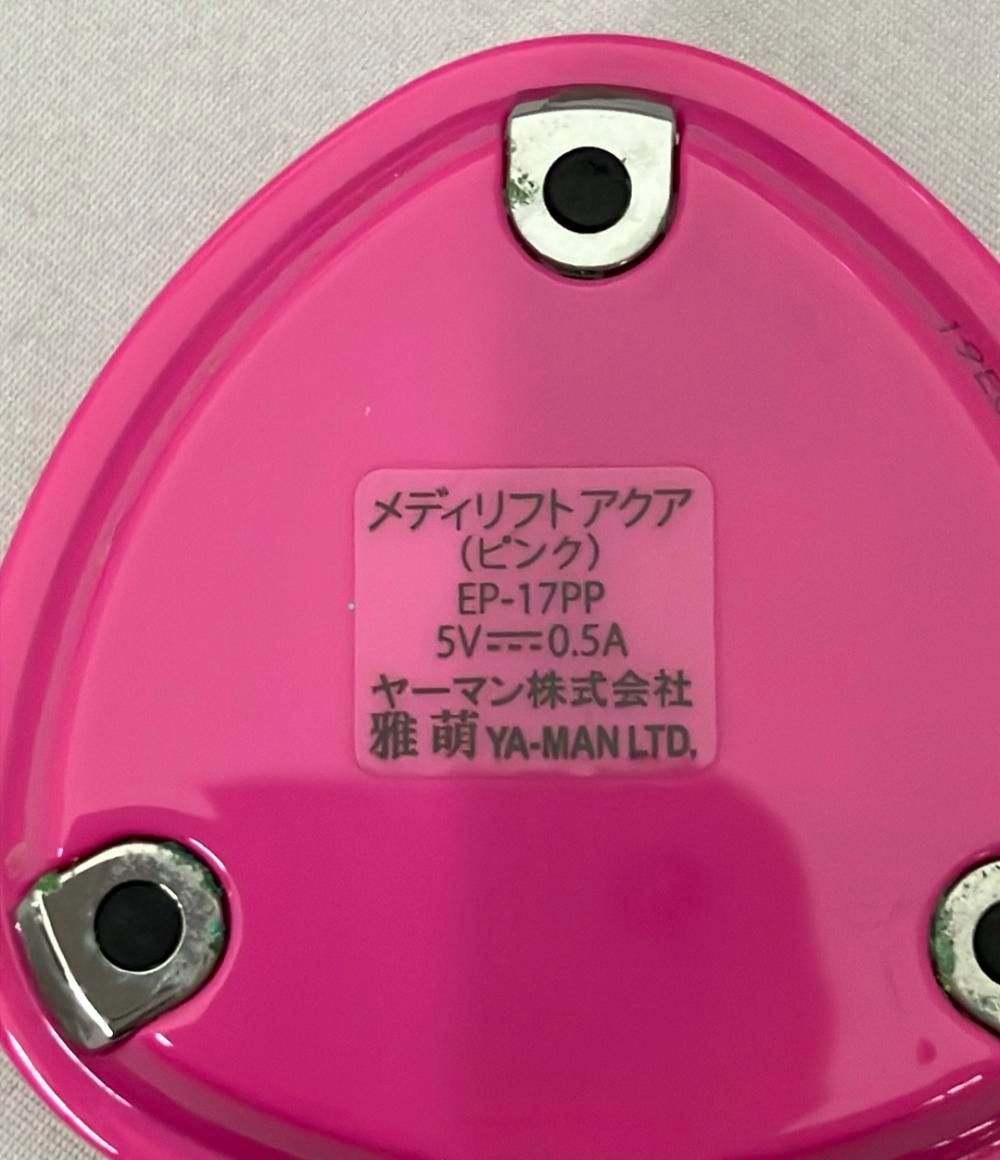 メディリフト アクア
(ピンク)
EP-17PP
5V⎓0.5A
ヤーマン株式会社
雅萌 YA-MAN LTD.